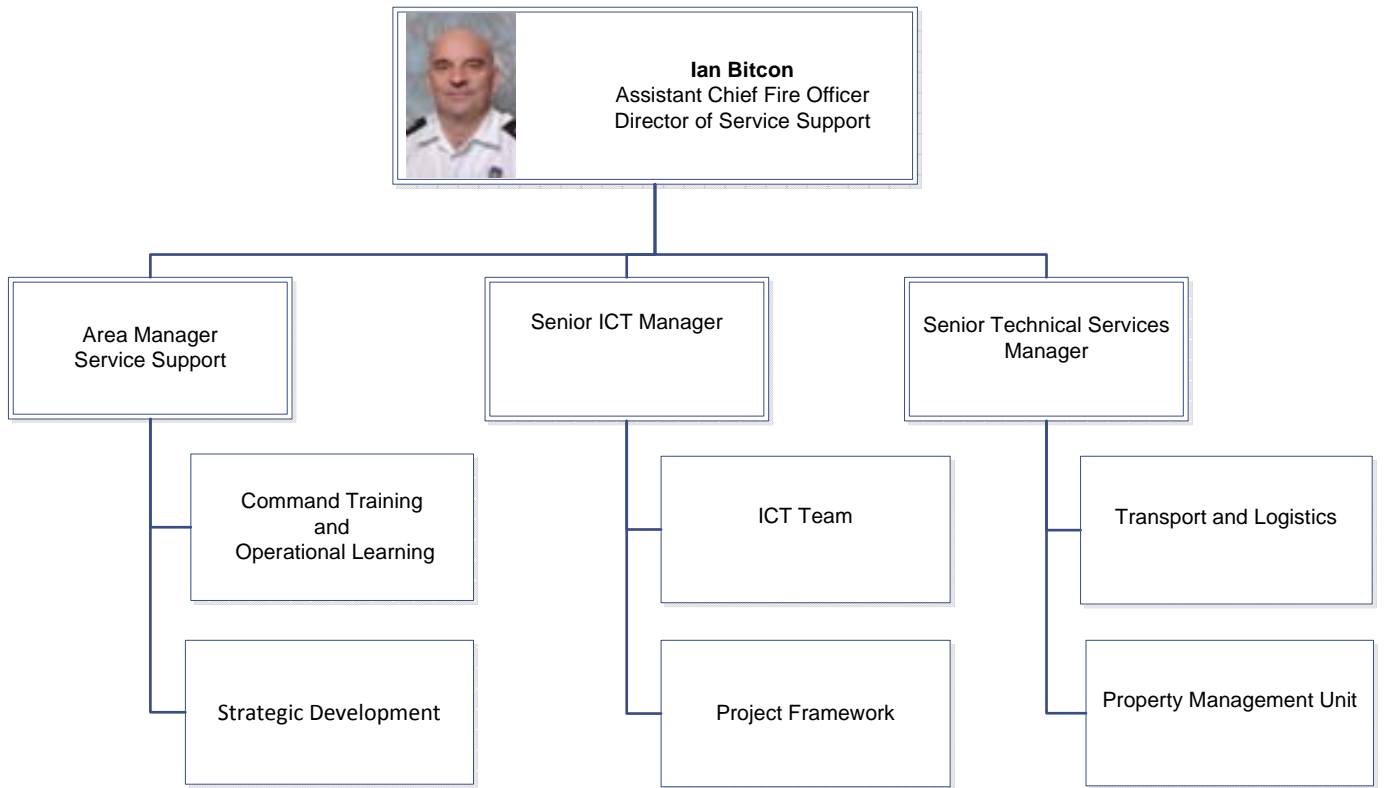 Ian Bitcon
Assistant Chief Fire Officer
Director of Service Support
Area Manager
Service Support
Senior ICT Manager
Senior Technical Services
Manager
Command Training
and
Operational Learning
ICT Team
Transport and Logistics
Strategic Development
Project Framework
Property Management Unit